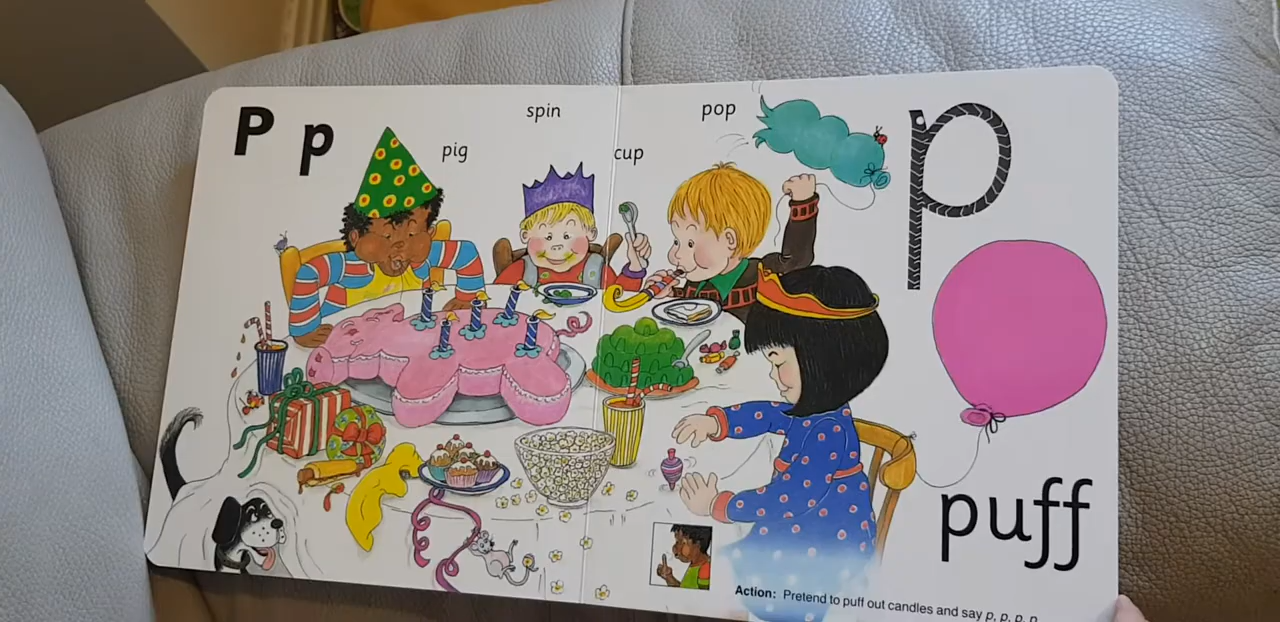 P p
spin
pop
p
pig
cup
puff
Action: Pretend to puff out candles and say p, p, p, p